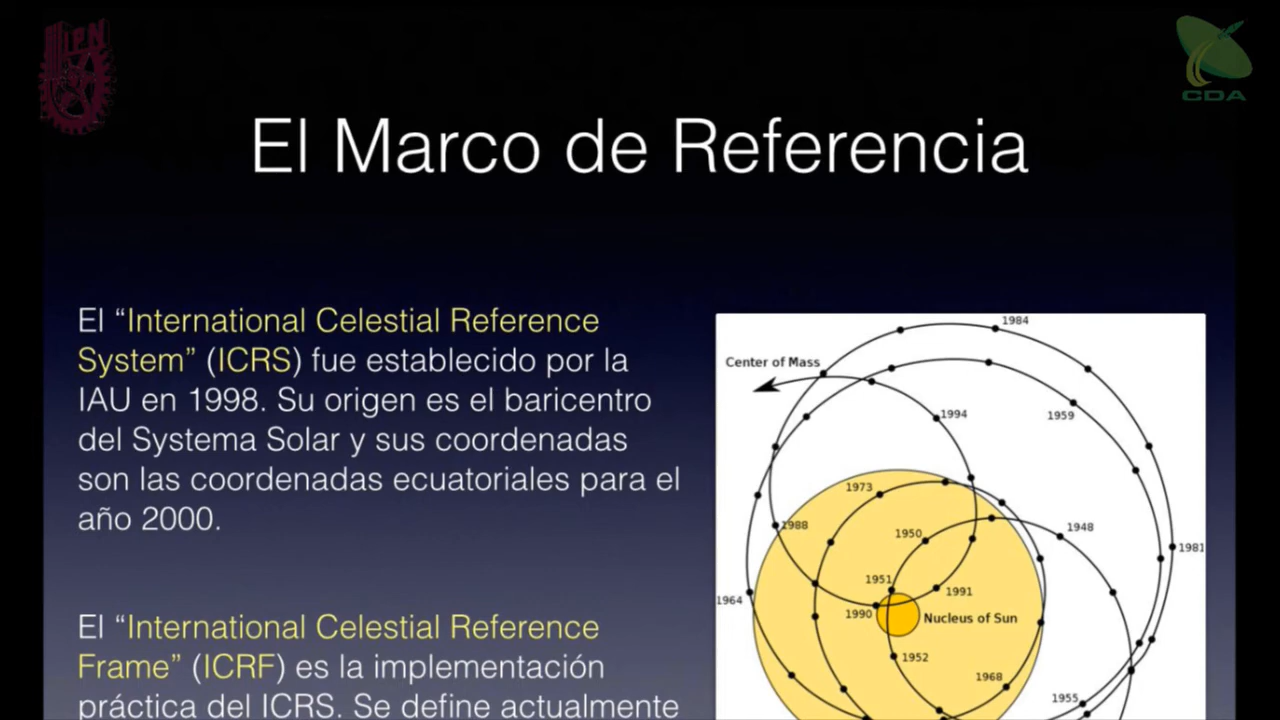 IPN
CDA
El Marco de Referencia
El “International Celestial Reference
System” (ICRS) fue establecido por la
IAU en 1998. Su origen es el baricentro
del Systema Solar y sus coordenadas
son las coordenadas ecuatoriales para el
año 2000.
El “International Celestial Reference
Frame” (ICRF) es la implementación
práctica del ICRS. Se define actualmente
1984
Center of Mass
1994
1959
1973
1988
1950
1948
1981
1951
1991
1964
1990
Nucleus of Sun
1952
1968
1955